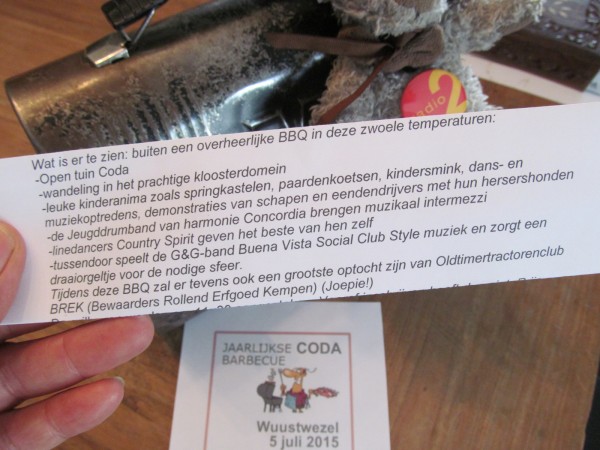 Wat is er te zien: buiten een overheerlijke BBQ in deze zwoele temperaturen:
-Open tuin Coda
-wandeling in het prachtige kloosterdomein
-leuke kinderanima zoals springkastelen, paardenkoetsen, kindersmink, dans- en
muziekoptredens, demonstraties van schapen en eendendrijvers met hun hersershonden
-de Jeugddrumband van harmonie Concordia brengen muzikaal intermezzi
-linedancers Country Spirit geven het beste van hen zelf
-tussendoor speelt de G&G-band Buena Vista Social Club Style muziek en zorgt een
draaiorgeltje voor de nodige sfeer.
Tijdens deze BBQ zal er tevens ook een grootste optocht zijn van Oldtimertractorenclub
BREK (Bewaarders Rollend Erfgoed Kempen) (Joepie!)
radio 2
JAARLIJKSE CODA
BARBECUE
Wuustwezel
5 juli 2015